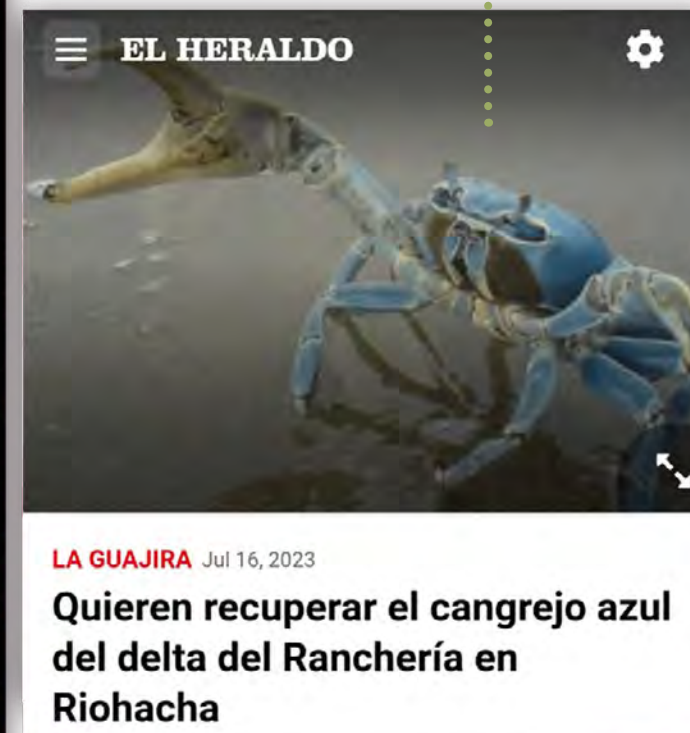 EL HERALDO
LA GUAJIRA Jul 16, 2023
Quieren recuperar el cangrejo azul
del delta del Ranchería en
Riohacha